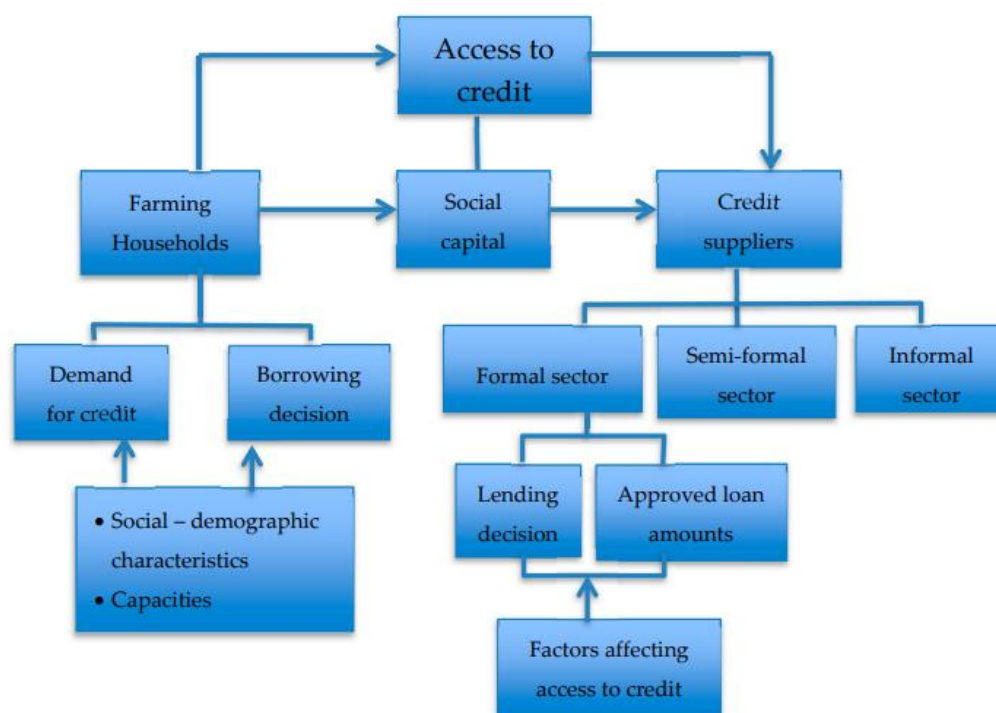 Access to
credit
Farming
Households
Social
capital
Credit
suppliers
Demand
for credit
Borrowing
decision
Formal sector
Semi-formal
sector
Informal
sector
• Social – demographic
characteristics
• Capacities
Lending
decision
Approved loan
amounts
Factors affecting
access to credit